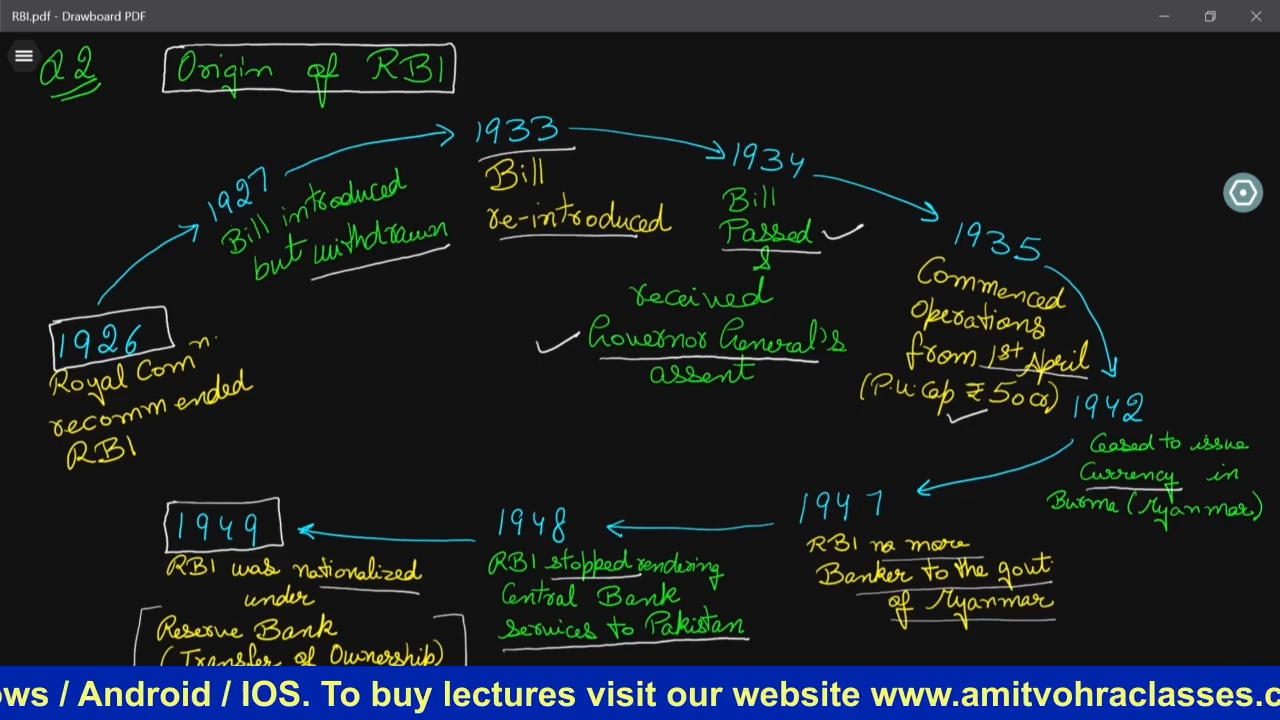 RBI.pdf - Drawboard PDF
Q2
Origin of RBI
1926
Royal Comⁿ.
recommended
RBI
1927
Bill introduced
but withdrawn
1933
Bill
re-introduced
1934
Bill
Passed
&
received
Governor General's
assent
1935
Commenced
Operations
from 1st April
(P.U. Cap ₹ 50 cr)
1942
Ceased to issue
Currency in
Burma (Myanmar)
1947
RBI no more
Banker to the govt.
of Myanmar
1948
RBI stopped rendering
Central Bank
services to Pakistan
1949
RBI was nationalized
under
Reserve Bank
(Transfer of Ownership)
ows / Android / IOS. To buy lectures visit our website www.amitvohraclasses.c